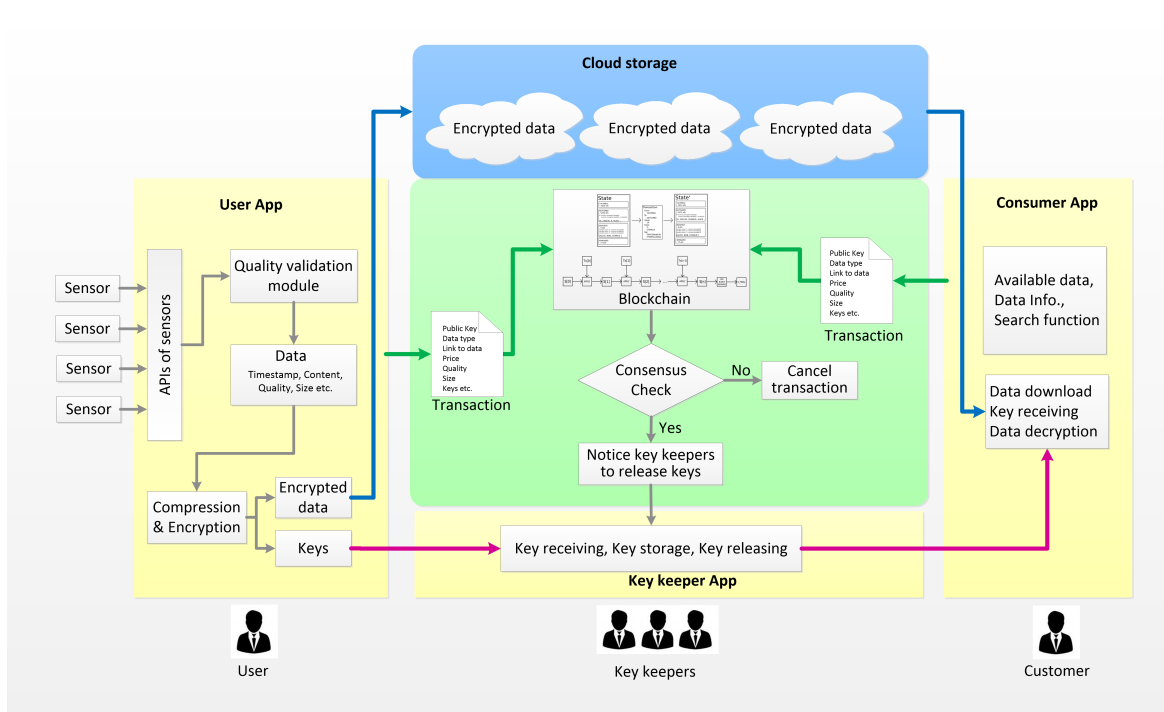 Cloud storage
Encrypted data
Encrypted data
Encrypted data
User App
Consumer App
Sensor
Sensor
Sensor
Sensor
APIs of sensors
Quality validation
module
Data
Timestamp, Content,
Quality, Size etc.
Compression
& Encryption
Encrypted
data
Keys
Public Key
Data type
Link to data
Price
Quality
Size
Keys etc.
Transaction
State
State'
Blockchain
Public Key
Data type
Link to data
Price
Quality
Size
Keys etc.
Transaction
Consensus
Check
No
Cancel
transaction
Yes
Notice key keepers
to release keys
Key receiving, Key storage, Key releasing
Key keeper App
Available data,
Data Info.,
Search function
Data download
Key receiving
Data decryption
User
Key keepers
Customer